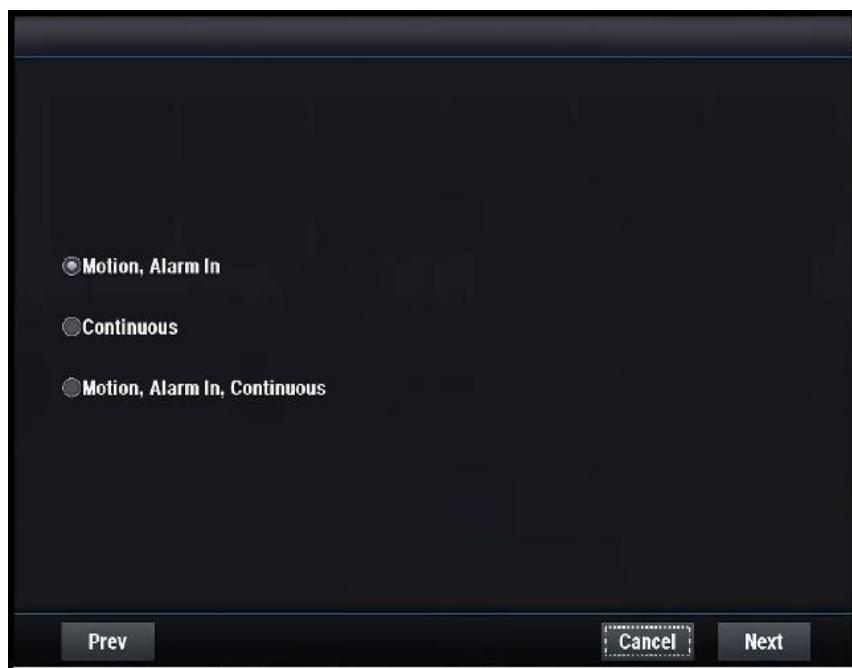 Motion, Alarm In
Continuous
Motion, Alarm In, Continuous
Prev Cancel Next